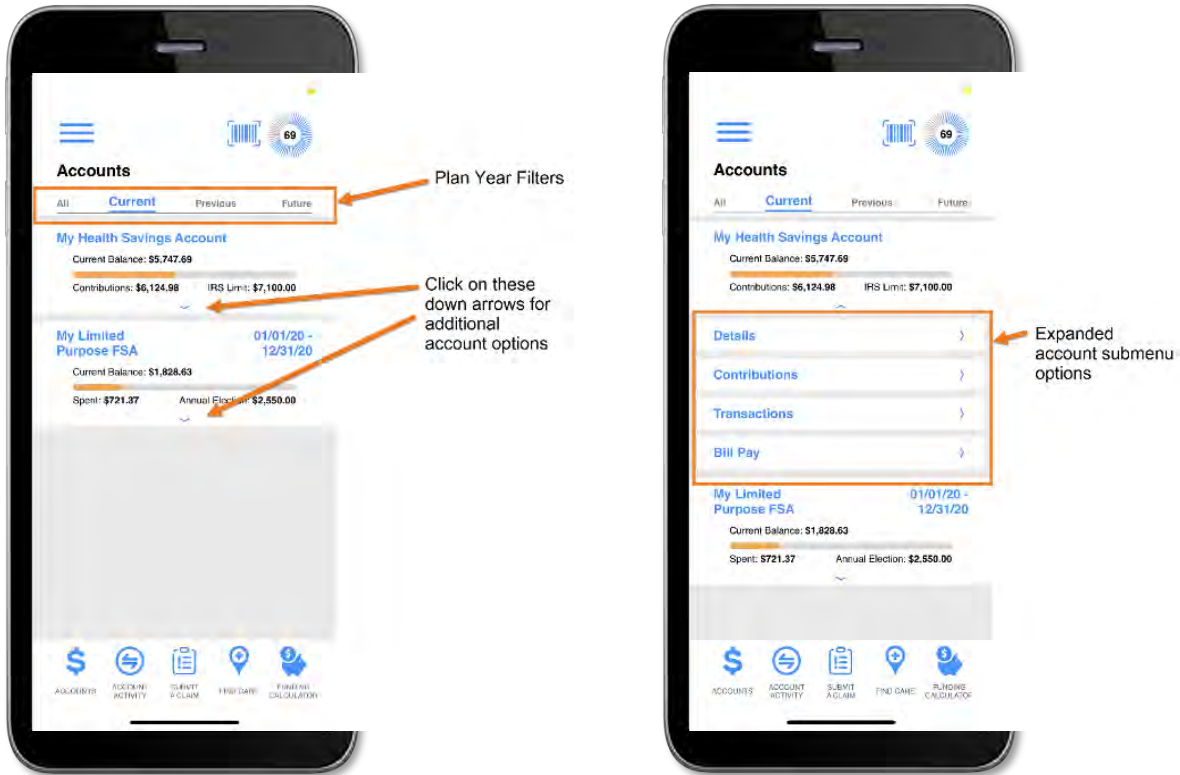 69
Accounts
All Current Previous Future
My Health Savings Account
Current Balance: $5,747.69
Contributions: $6,124.98 IRS Limit: $7,100.00
My Limited
Purpose FSA
01/01/20 -
12/31/20
Current Balance: $1,828.63
Spent: $721.37 Annual Election: $2,550.00
ACCOUNTS
ACCOUNT
ACTIVITY
SUBMIT
A CLAIM
FIND CARE
FUNDING
CALCULATOR
Plan Year Filters
Click on these
down arrows for
additional
account options
69
Accounts
All Current Previous Future
My Health Savings Account
Current Balance: $5,747.69
Contributions: $6,124.98 IRS Limit: $7,100.00
Details
Contributions
Transactions
Bill Pay
My Limited
Purpose FSA
01/01/20 -
12/31/20
Current Balance: $1,828.63
Spent: $721.37 Annual Election: $2,550.00
ACCOUNTS
ACCOUNT
ACTIVITY
SUBMIT
A CLAIM
FIND CARE
FUNDING
CALCULATOR
Expanded
account submenu
options